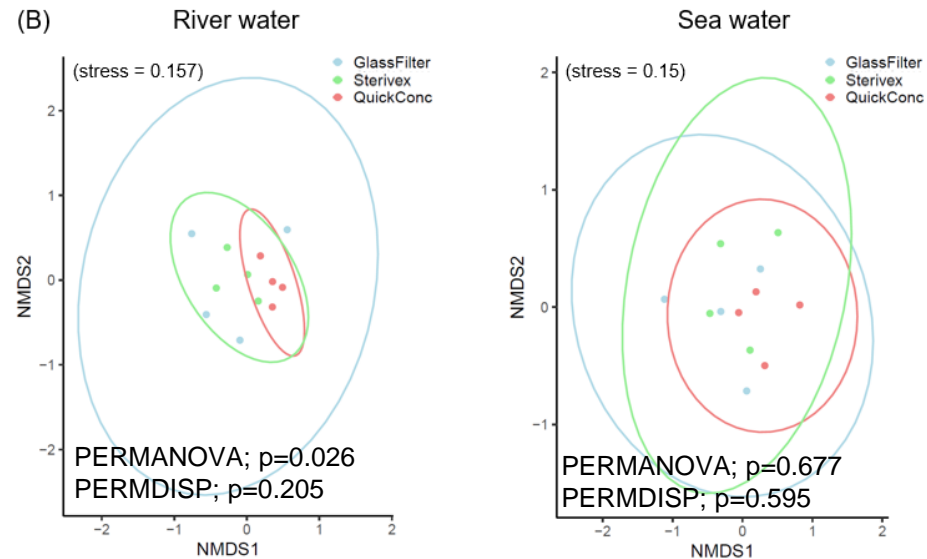 (B)
River water
(stress = 0.157)
GlassFilter
Sterivex
QuickConc
NMDS2
2
1
0
−1
−2
PERMANOVA; p=0.026
PERMDISP; p=0.205
−2
−1
0
1
2
NMDS1
Sea water
(stress = 0.15)
GlassFilter
Sterivex
QuickConc
NMDS2
2
1
0
−1
PERMANOVA; p=0.677
PERMDISP; p=0.595
−2
−1
0
1
2
NMDS1